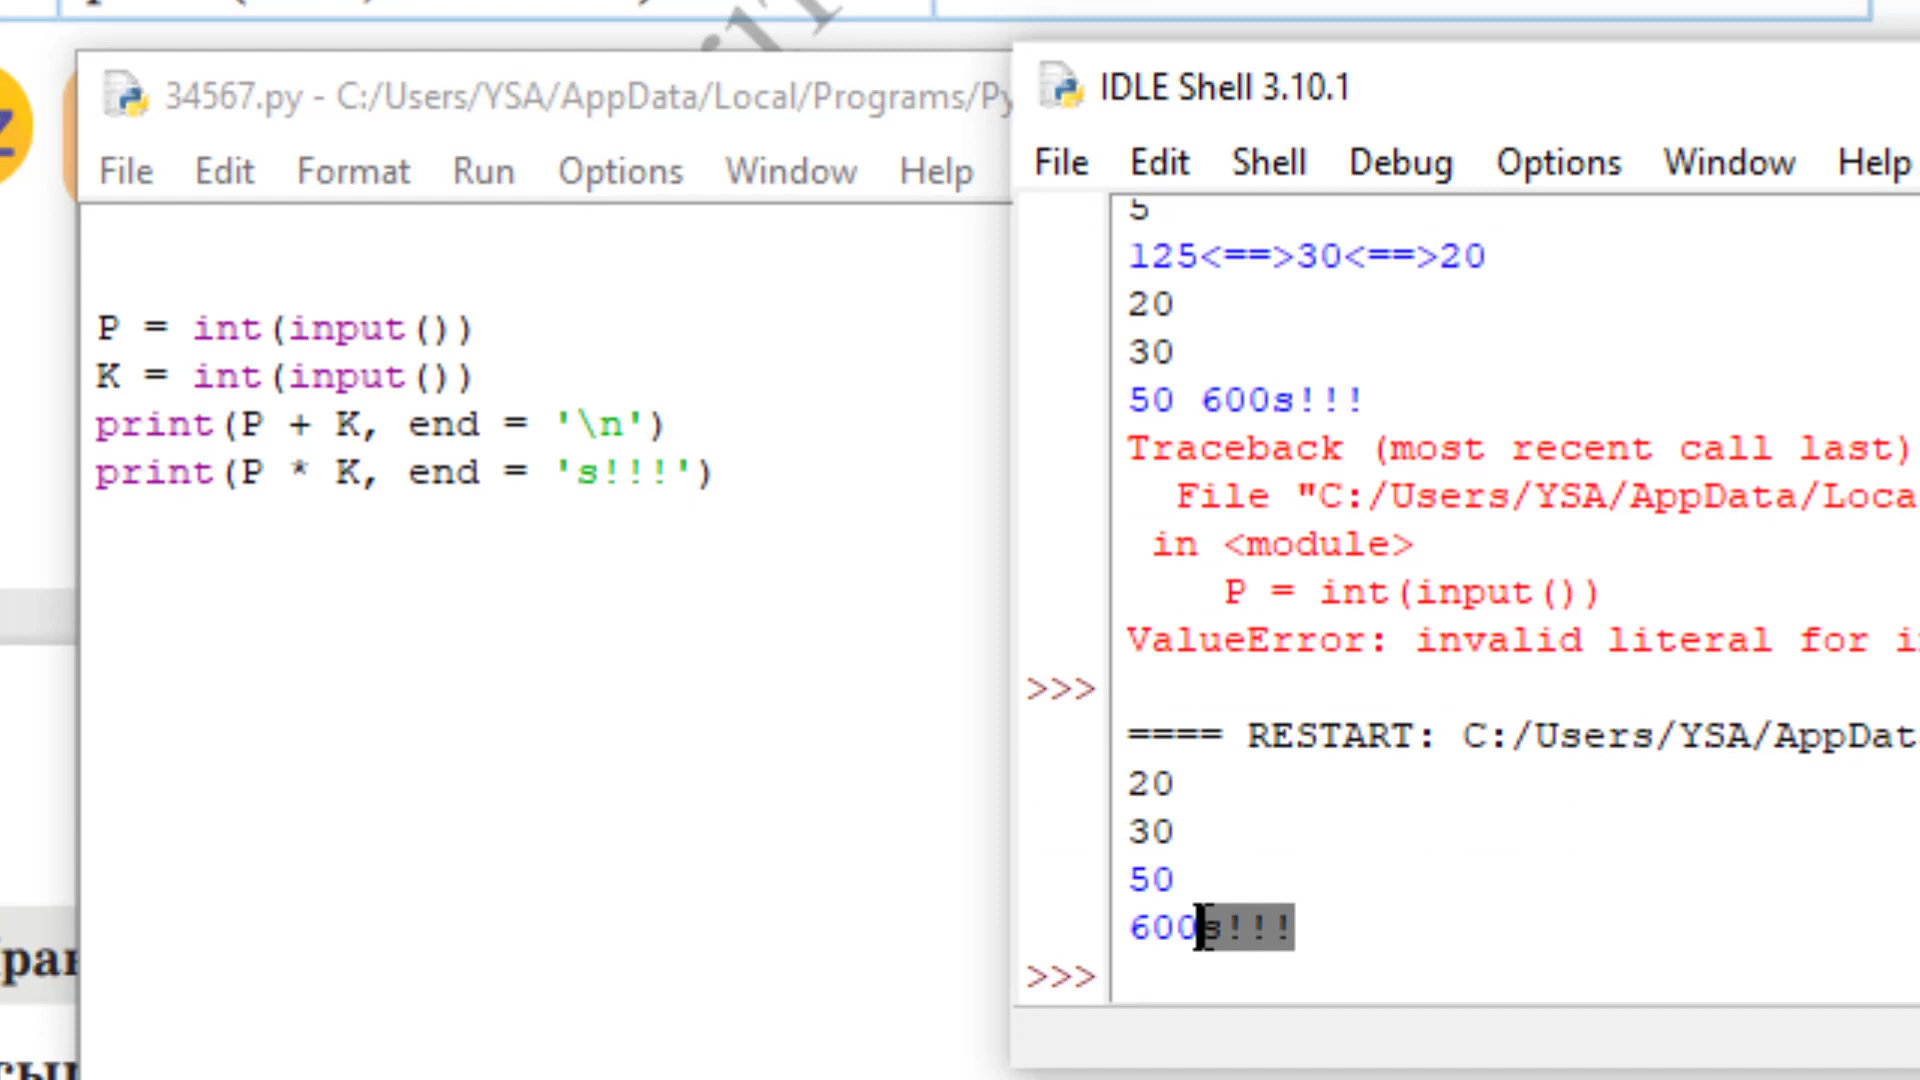 34567.py - C:/Users/YSA/AppData/Local/Programs/Py
File Edit Format Run Options Window Help
P = int(input())
K = int(input())
print(P + K, end = '\n')
print(P * K, end = 's!!!')
IDLE Shell 3.10.1
File Edit Shell Debug Options Window Help
5
125<==>30<==>20
20
30
50 600s!!!
Traceback (most recent call last)
File "C:/Users/YSA/AppData/Loca
in <module>
P = int(input())
ValueError: invalid literal for i
>>>
==== RESTART: C:/Users/YSA/AppDat
20
30
50
600s!!!
>>>